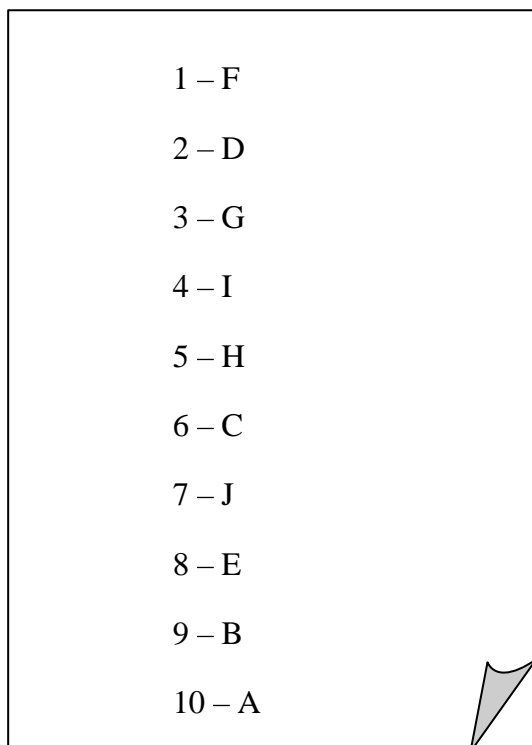 1 – F
2 – D
3 – G
4 – I
5 – H
6 – C
7 – J
8 – E
9 – B
10 – A